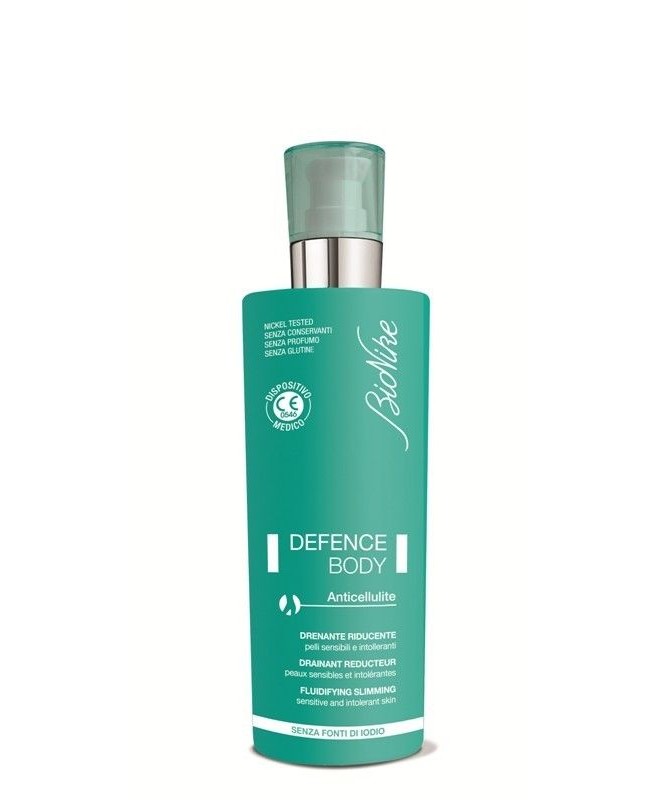 NICKEL TESTED
SENZA CONSERVANTI
SENZA PROFUMO
SENZA GLUTINE
BioNike
DISPOSITIVO
CE
0546
MEDICO
DEFENCE
BODY
Anticellulite
DRENANTE RIDUCENTE
pelli sensibili e intolleranti
DRAINANT REDUCTEUR
peaux sensibles et intolérantes
FLUIDIFYING SLIMMING
sensitive and intolerant skin
SENZA FONTI DI IODIO